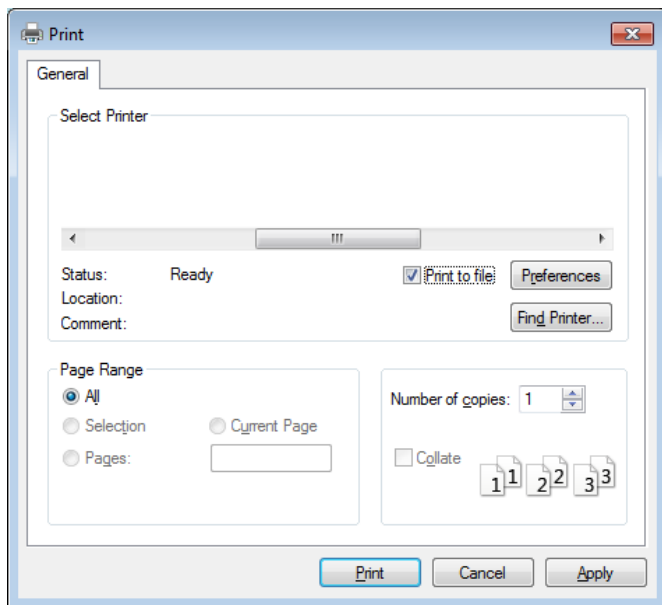 Print
General
Select Printer
Status: Ready
Print to file
Preferences
Location:
Comment:
Find Printer...
Page Range
All
Selection
Current Page
Pages:
Number of copies: 1
Collate
1 1 2 2 3 3
Print Cancel Apply